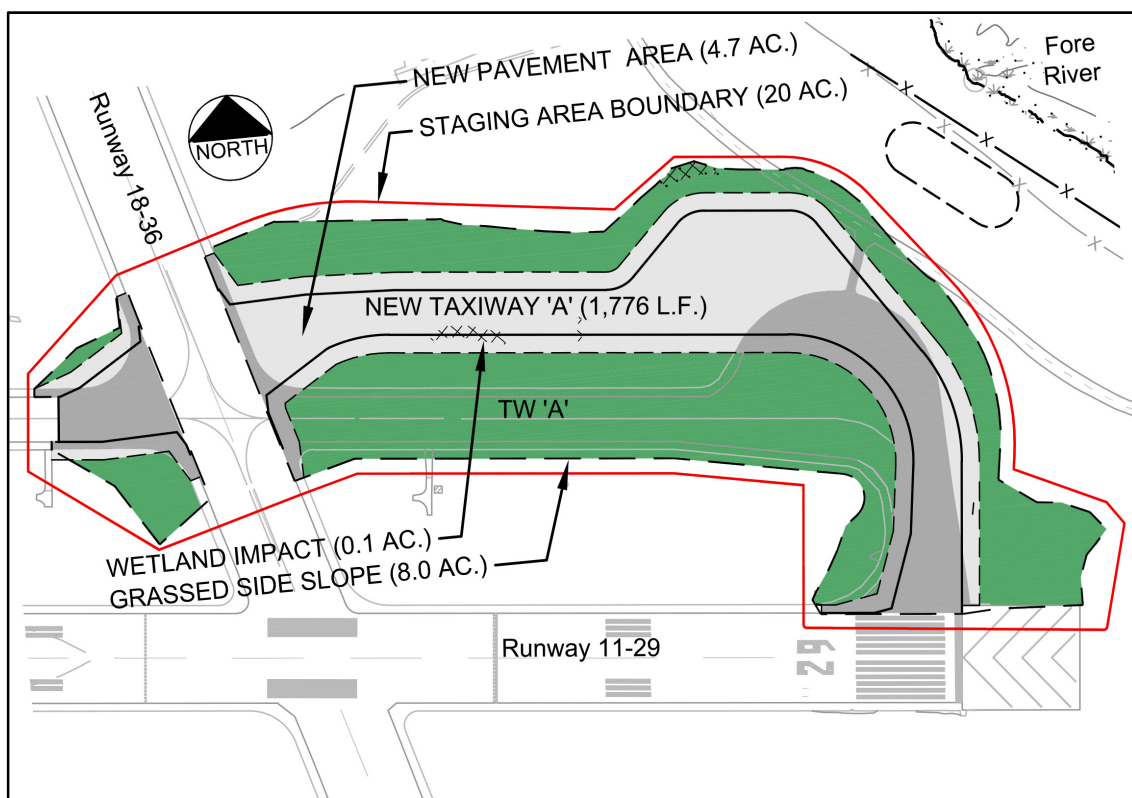 NEW PAVEMENT AREA (4.7 AC.)
STAGING AREA BOUNDARY (20 AC.)
Fore
River
Runway 18-36
NORTH
NEW TAXIWAY 'A' (1,776 L.F.)
TW 'A'
WETLAND IMPACT (0.1 AC.)
GRASSED SIDE SLOPE (8.0 AC.)
Runway 11-29
29